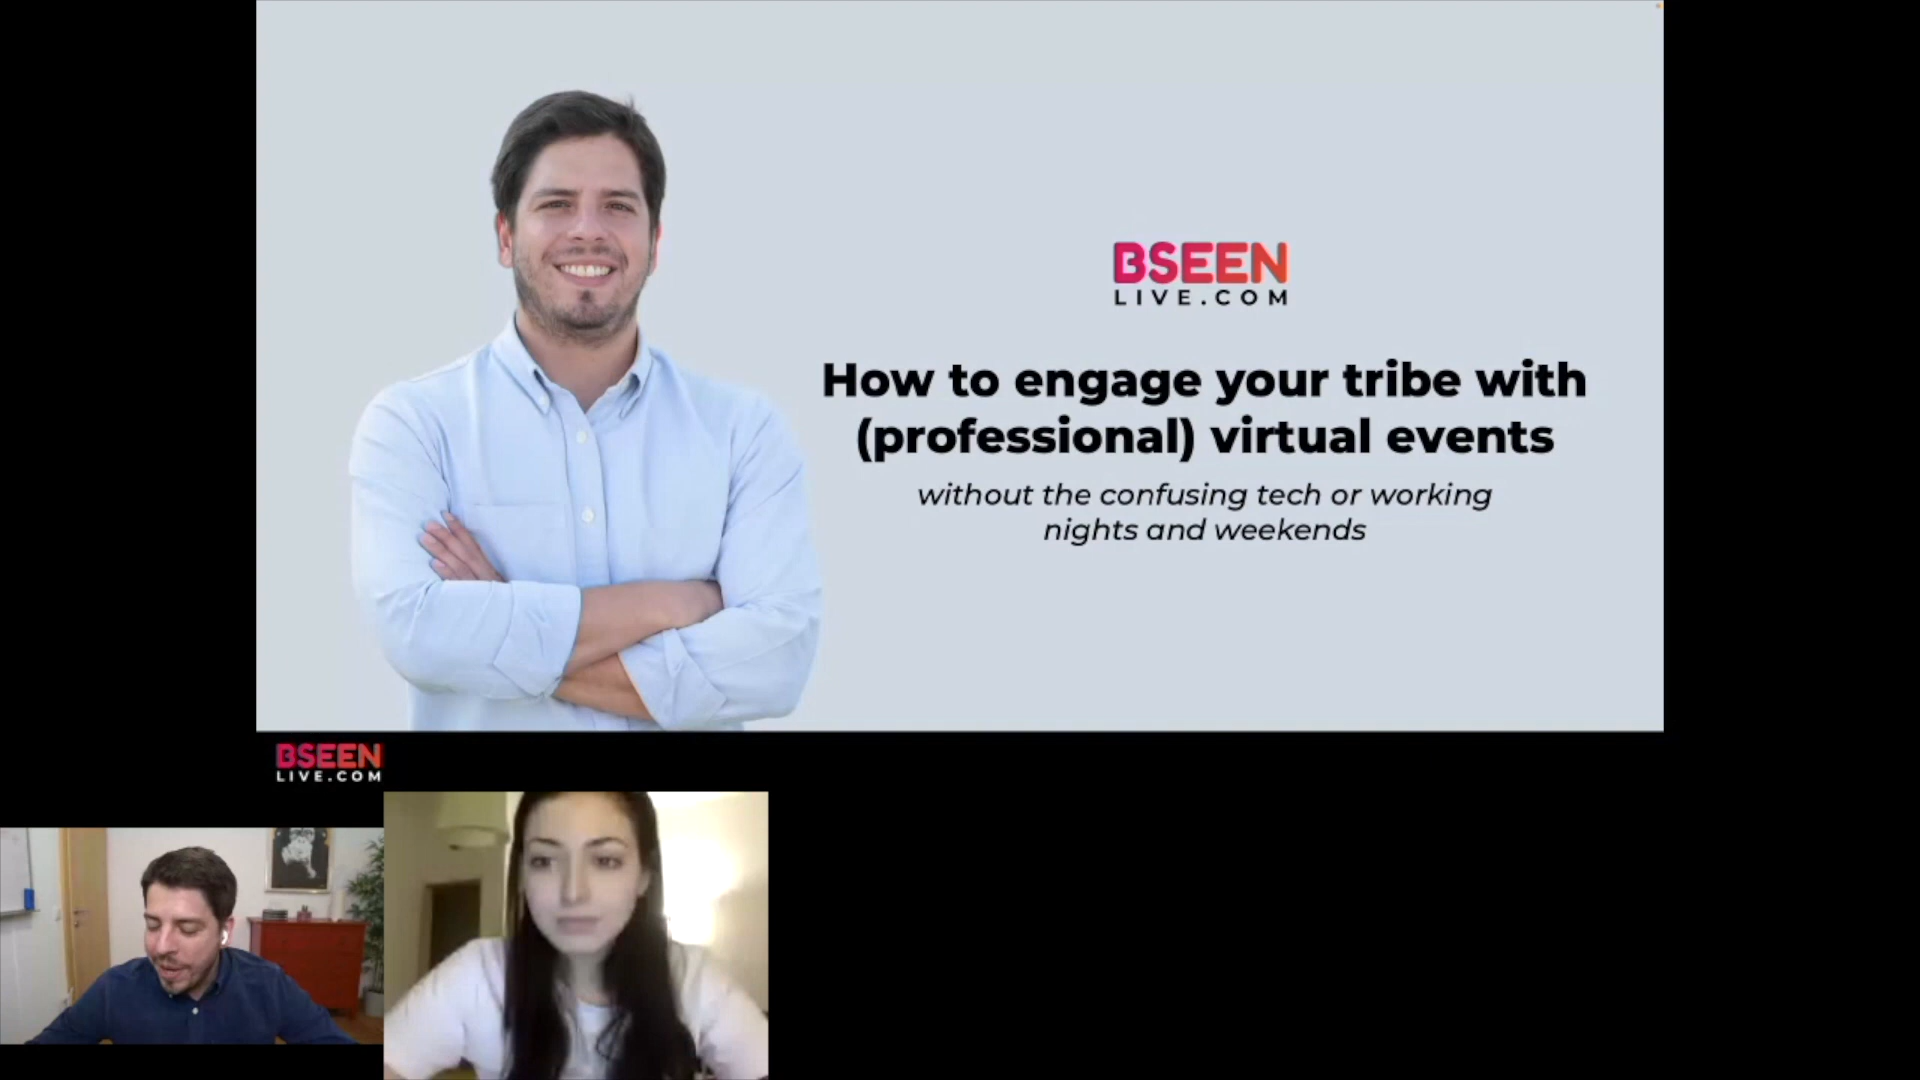 BSEEN
LIVE.COM
How to engage your tribe with
(professional) virtual events
without the confusing tech or working
nights and weekends
BSEEN
LIVE.COM